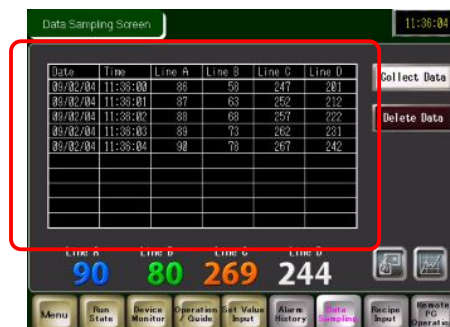 Data Sampling Screen
11:36:04
Date Time Line A Line B Line C Line D
09/02/04 11:36:00 86 58 247 201
09/02/04 11:36:01 87 63 252 212
09/02/04 11:36:02 88 68 257 222
09/02/04 11:36:03 89 73 262 231
09/02/04 11:36:04 90 78 267 242
Collect Data
Delete Data
Line A Line B Line C Line D
90 80 269 244
Menu
Run State
Device Monitor
Operation / Guide
Set Value Input
Alarm History
Data Sampling
Recipe Input
Remote PC Operation